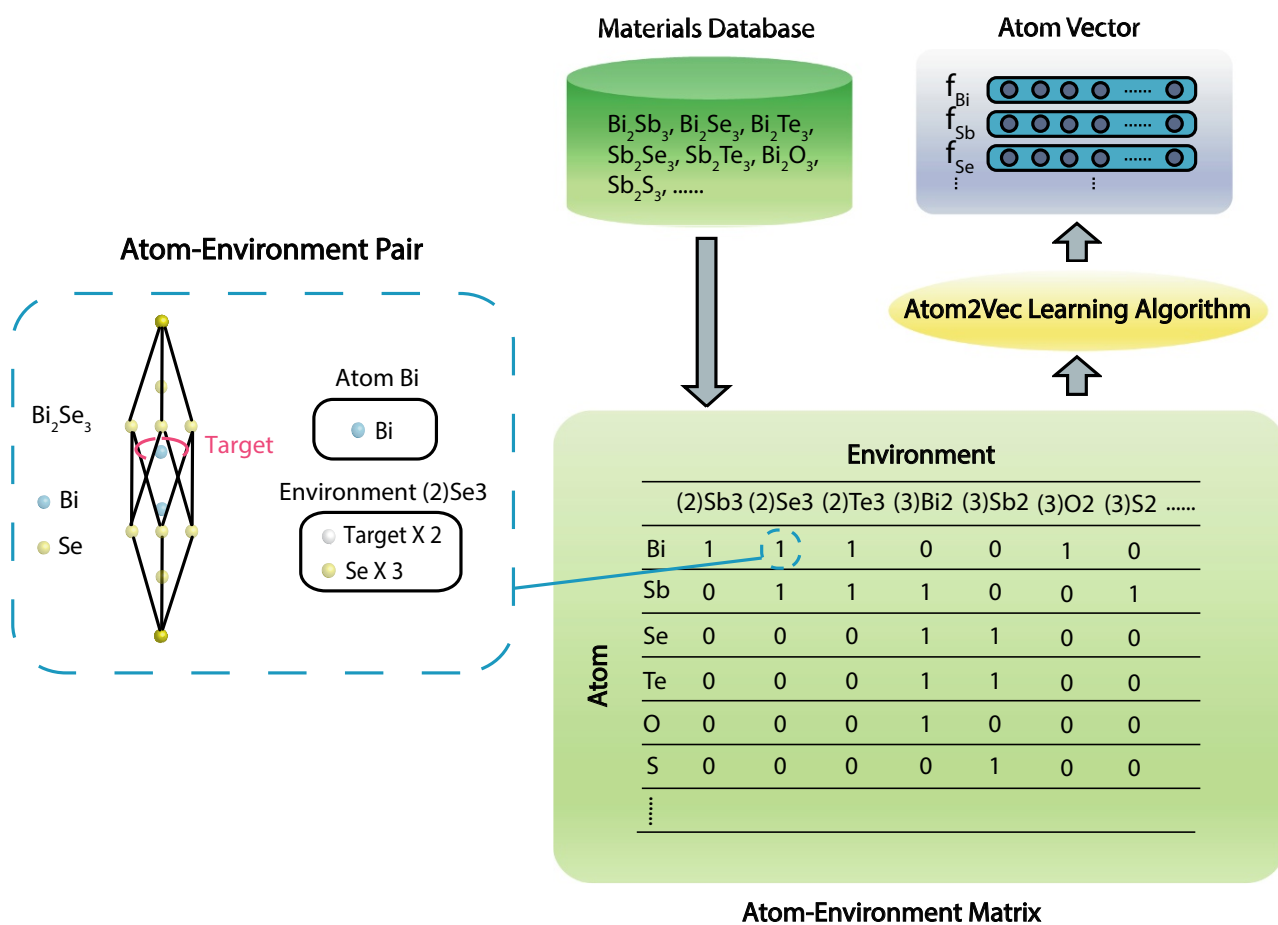 Materials Database
Bi₂Sb₃, Bi₂Se₃, Bi₂Te₃,
Sb₂Se₃, Sb₂Te₃, Bi₂O₃,
Sb₂S₃, ......
Atom Vector
f_Bi ......
f_Sb ......
f_Se ......
Atom2Vec Learning Algorithm
Atom-Environment Pair
Bi₂Se₃
Bi
Se
Target
Atom Bi
Bi
Environment (2)Se3
Target X 2
Se X 3
Environment
(2)Sb3 (2)Se3 (2)Te3 (3)Bi2 (3)Sb2 (3)O2 (3)S2 ......
Atom
Bi 1 1 1 0 0 1 0
Sb 0 1 1 1 0 0 1
Se 0 0 0 1 1 0 0
Te 0 0 0 1 1 0 0
O 0 0 0 1 0 0 0
S 0 0 0 0 1 0 0
Atom-Environment Matrix